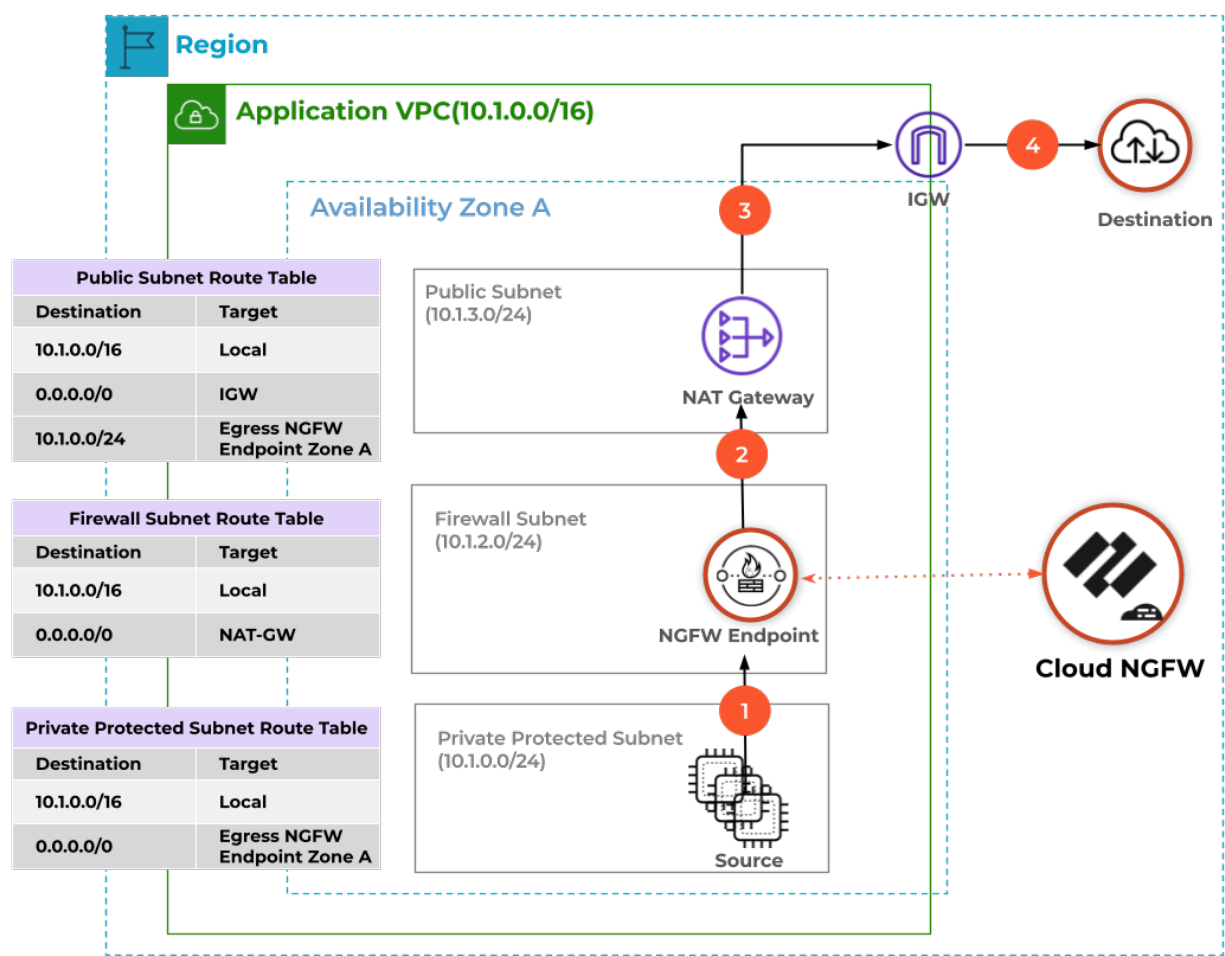 Region
Application VPC(10.1.0.0/16)
4
IGW
Destination
Availability Zone A
3
Public Subnet Route Table
Destination Target
10.1.0.0/16 Local
0.0.0.0/0 IGW
10.1.0.0/24 Egress NGFW
Endpoint Zone A
Public Subnet
(10.1.3.0/24)
NAT Gateway
2
Firewall Subnet Route Table
Destination Target
10.1.0.0/16 Local
0.0.0.0/0 NAT-GW
Firewall Subnet
(10.1.2.0/24)
NGFW Endpoint
Cloud NGFW
1
Private Protected Subnet Route Table
Destination Target
10.1.0.0/16 Local
0.0.0.0/0 Egress NGFW
Endpoint Zone A
Private Protected Subnet
(10.1.0.0/24)
Source